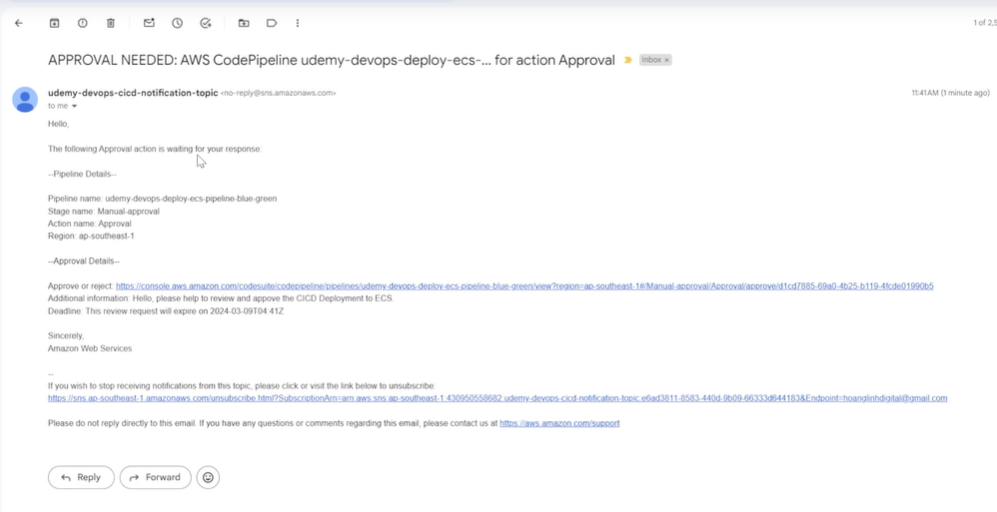 1 of 2,5
APPROVAL NEEDED: AWS CodePipeline udemy-devops-deploy-ecs-... for action Approval
Inbox ×
udemy-devops-cicd-notification-topic <no-reply@sns.amazonaws.com>
11:41AM (1 minute ago)
to me
Hello,
The following Approval action is waiting for your response:
--Pipeline Details--
Pipeline name: udemy-devops-deploy-ecs-pipeline-blue-green
Stage name: Manual-approval
Action name: Approval
Region: ap-southeast-1
--Approval Details--
Approve or reject: https://console.aws.amazon.com/codesuite/codepipeline/pipelines/udemy-devops-deploy-ecs-pipeline-blue-green/view?region=ap-southeast-1#/Manual-approval/Approval/approve/d1cd7885-69a0-4b25-b119-4fcde01990b5
Additional information: Hello, please help to review and appove the CICD Deployment to ECS.
Deadline: This review request will expire on 2024-03-09T04:41Z
Sincerely,
Amazon Web Services
--
If you wish to stop receiving notifications from this topic, please click or visit the link below to unsubscribe:
https://sns.ap-southeast-1.amazonaws.com/unsubscribe.html?SubscriptionArn=arn:aws:sns:ap-southeast-1:430950558682:udemy-devops-cicd-notification-topic:e6ad3811-8583-440d-9b09-66333d644183&Endpoint=hoanglinhdigital@gmail.com
Please do not reply directly to this email. If you have any questions or comments regarding this email, please contact us at https://aws.amazon.com/support
Reply
Forward